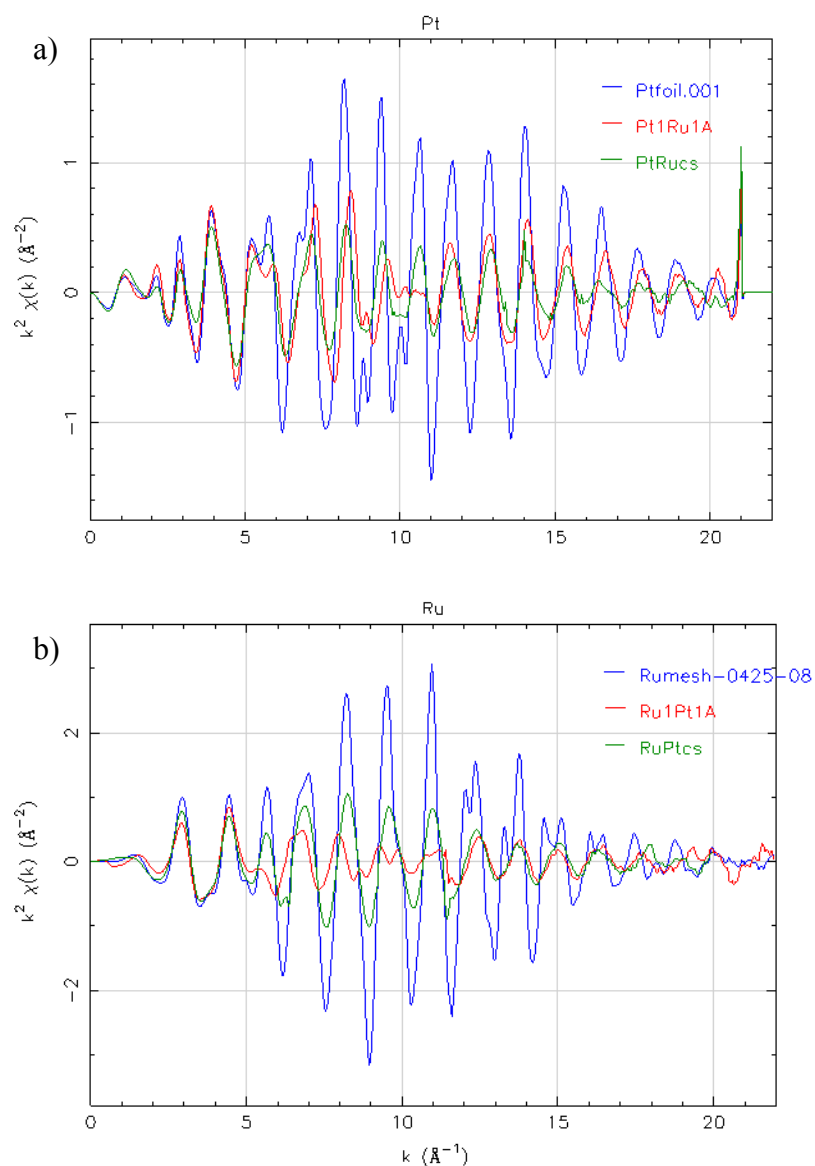 Pt
a)
Ptfoil.001
Pt1Ru1A
PtRucs
k² χ(k) (Å⁻²)
1
0
-1
0 5 10 15 20
Ru
b)
Rumesh-0425-08
Ru1Pt1A
RuPtcs
k² χ(k) (Å⁻²)
2
0
-2
0 5 10 15 20
k (Å⁻¹)